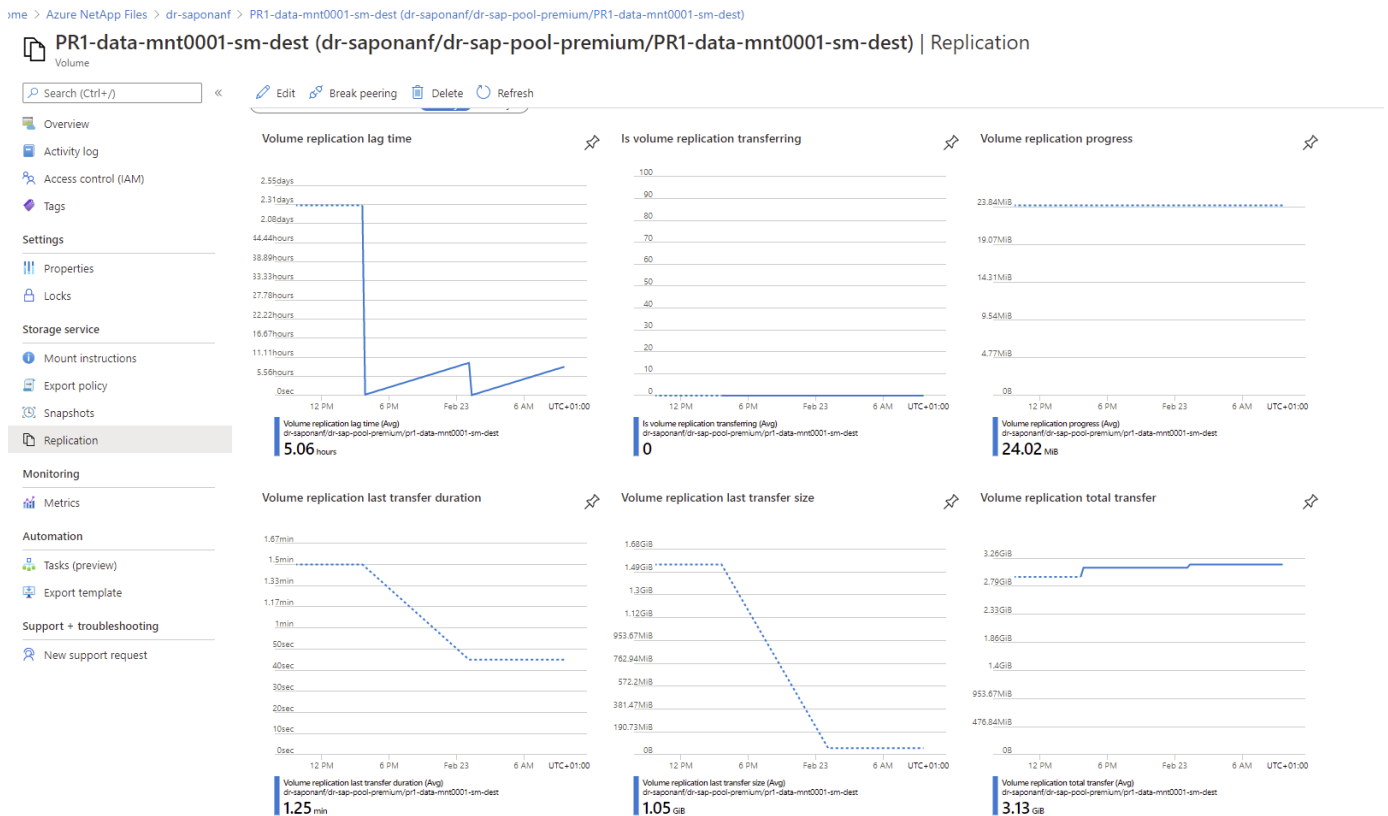 ome > Azure NetApp Files > dr-saponanf > PR1-data-mnt0001-sm-dest (dr-saponanf/dr-sap-pool-premium/PR1-data-mnt0001-sm-dest)
PR1-data-mnt0001-sm-dest (dr-saponanf/dr-sap-pool-premium/PR1-data-mnt0001-sm-dest) | Replication
Volume
Search (Ctrl+/)
«
Edit
Break peering
Delete
Refresh
Overview
Activity log
Access control (IAM)
Tags
Settings
Properties
Locks
Storage service
Mount instructions
Export policy
Snapshots
Replication
Monitoring
Metrics
Automation
Tasks (preview)
Export template
Support + troubleshooting
New support request
Volume replication lag time
2.55days
2.31days
2.08days
44.44hours
38.89hours
33.33hours
27.78hours
22.22hours
16.67hours
11.11hours
5.56hours
0sec
12 PM 6 PM Feb 23 6 AM UTC+01:00
Volume replication lag time (Avg)
dr-saponanf/dr-sap-pool-premium/pr1-data-mnt0001-sm-dest
5.06 hours
Is volume replication transferring
100
90
80
70
60
50
40
30
20
10
0
12 PM 6 PM Feb 23 6 AM UTC+01:00
Is volume replication transferring (Avg)
dr-saponanf/dr-sap-pool-premium/pr1-data-mnt0001-sm-dest
0
Volume replication progress
23.84MiB
19.07MiB
14.31MiB
9.54MiB
4.77MiB
0B
12 PM 6 PM Feb 23 6 AM UTC+01:00
Volume replication progress (Avg)
dr-saponanf/dr-sap-pool-premium/pr1-data-mnt0001-sm-dest
24.02 MiB
Volume replication last transfer duration
1.67min
1.5min
1.33min
1.17min
1min
50sec
40sec
30sec
20sec
10sec
0sec
12 PM 6 PM Feb 23 6 AM UTC+01:00
Volume replication last transfer duration (Avg)
dr-saponanf/dr-sap-pool-premium/pr1-data-mnt0001-sm-dest
1.25 min
Volume replication last transfer size
1.68GiB
1.49GiB
1.3GiB
1.12GiB
953.67MiB
762.94MiB
572.2MiB
381.47MiB
190.73MiB
0B
12 PM 6 PM Feb 23 6 AM UTC+01:00
Volume replication last transfer size (Avg)
dr-saponanf/dr-sap-pool-premium/pr1-data-mnt0001-sm-dest
1.05 GiB
Volume replication total transfer
3.26GiB
2.79GiB
2.33GiB
1.86GiB
1.4GiB
953.67MiB
476.84MiB
0B
12 PM 6 PM Feb 23 6 AM UTC+01:00
Volume replication total transfer (Avg)
dr-saponanf/dr-sap-pool-premium/pr1-data-mnt0001-sm-dest
3.13 GiB